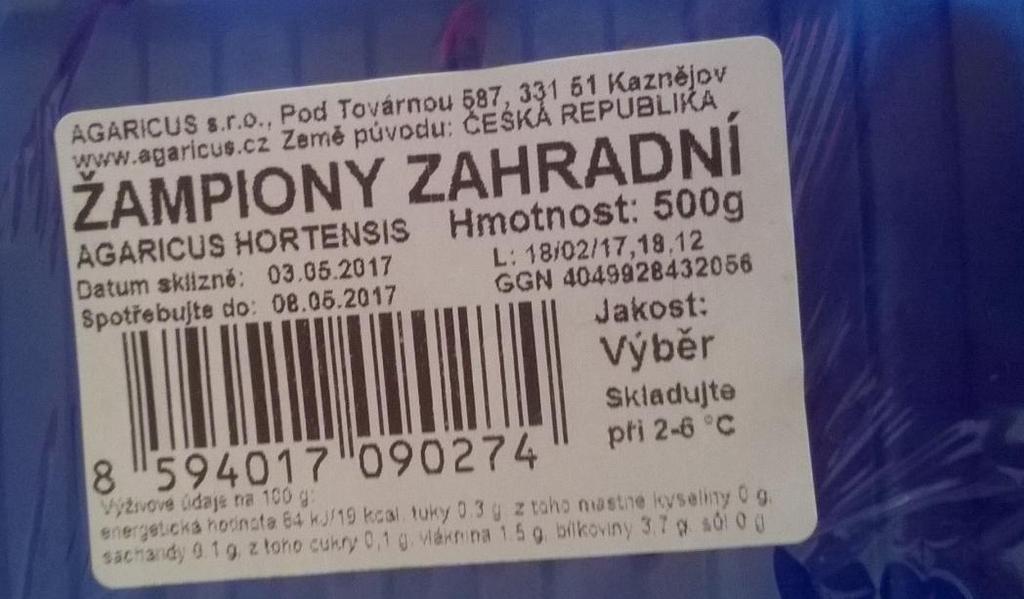 AGARICUS s.r.o., Pod Továrnou 587, 331 51 Kaznějov
www.agaricus.cz Země původu: ČESKÁ REPUBLIKA
ŽAMPIONY ZAHRADNÍ
AGARICUS HORTENSIS Hmotnost: 500g
Datum sklizně: 03.05.2017
L: 18/02/17,18,12
Spotřebujte do: 08.05.2017
GGN 4049928432056
Jakost:
Výběr
Skladujte
při 2-6 °C
8 594017 090274
Výživové údaje na 100 g:
energetická hodnota 84 kJ/19 kcal, tuky 0.3 g, z toho mastné kyseliny 0 g,
sacharidy 0.1 g, z toho cukry 0,1 g, vláknina 1.5 g, bílkoviny 3.7 g, sůl 0 g